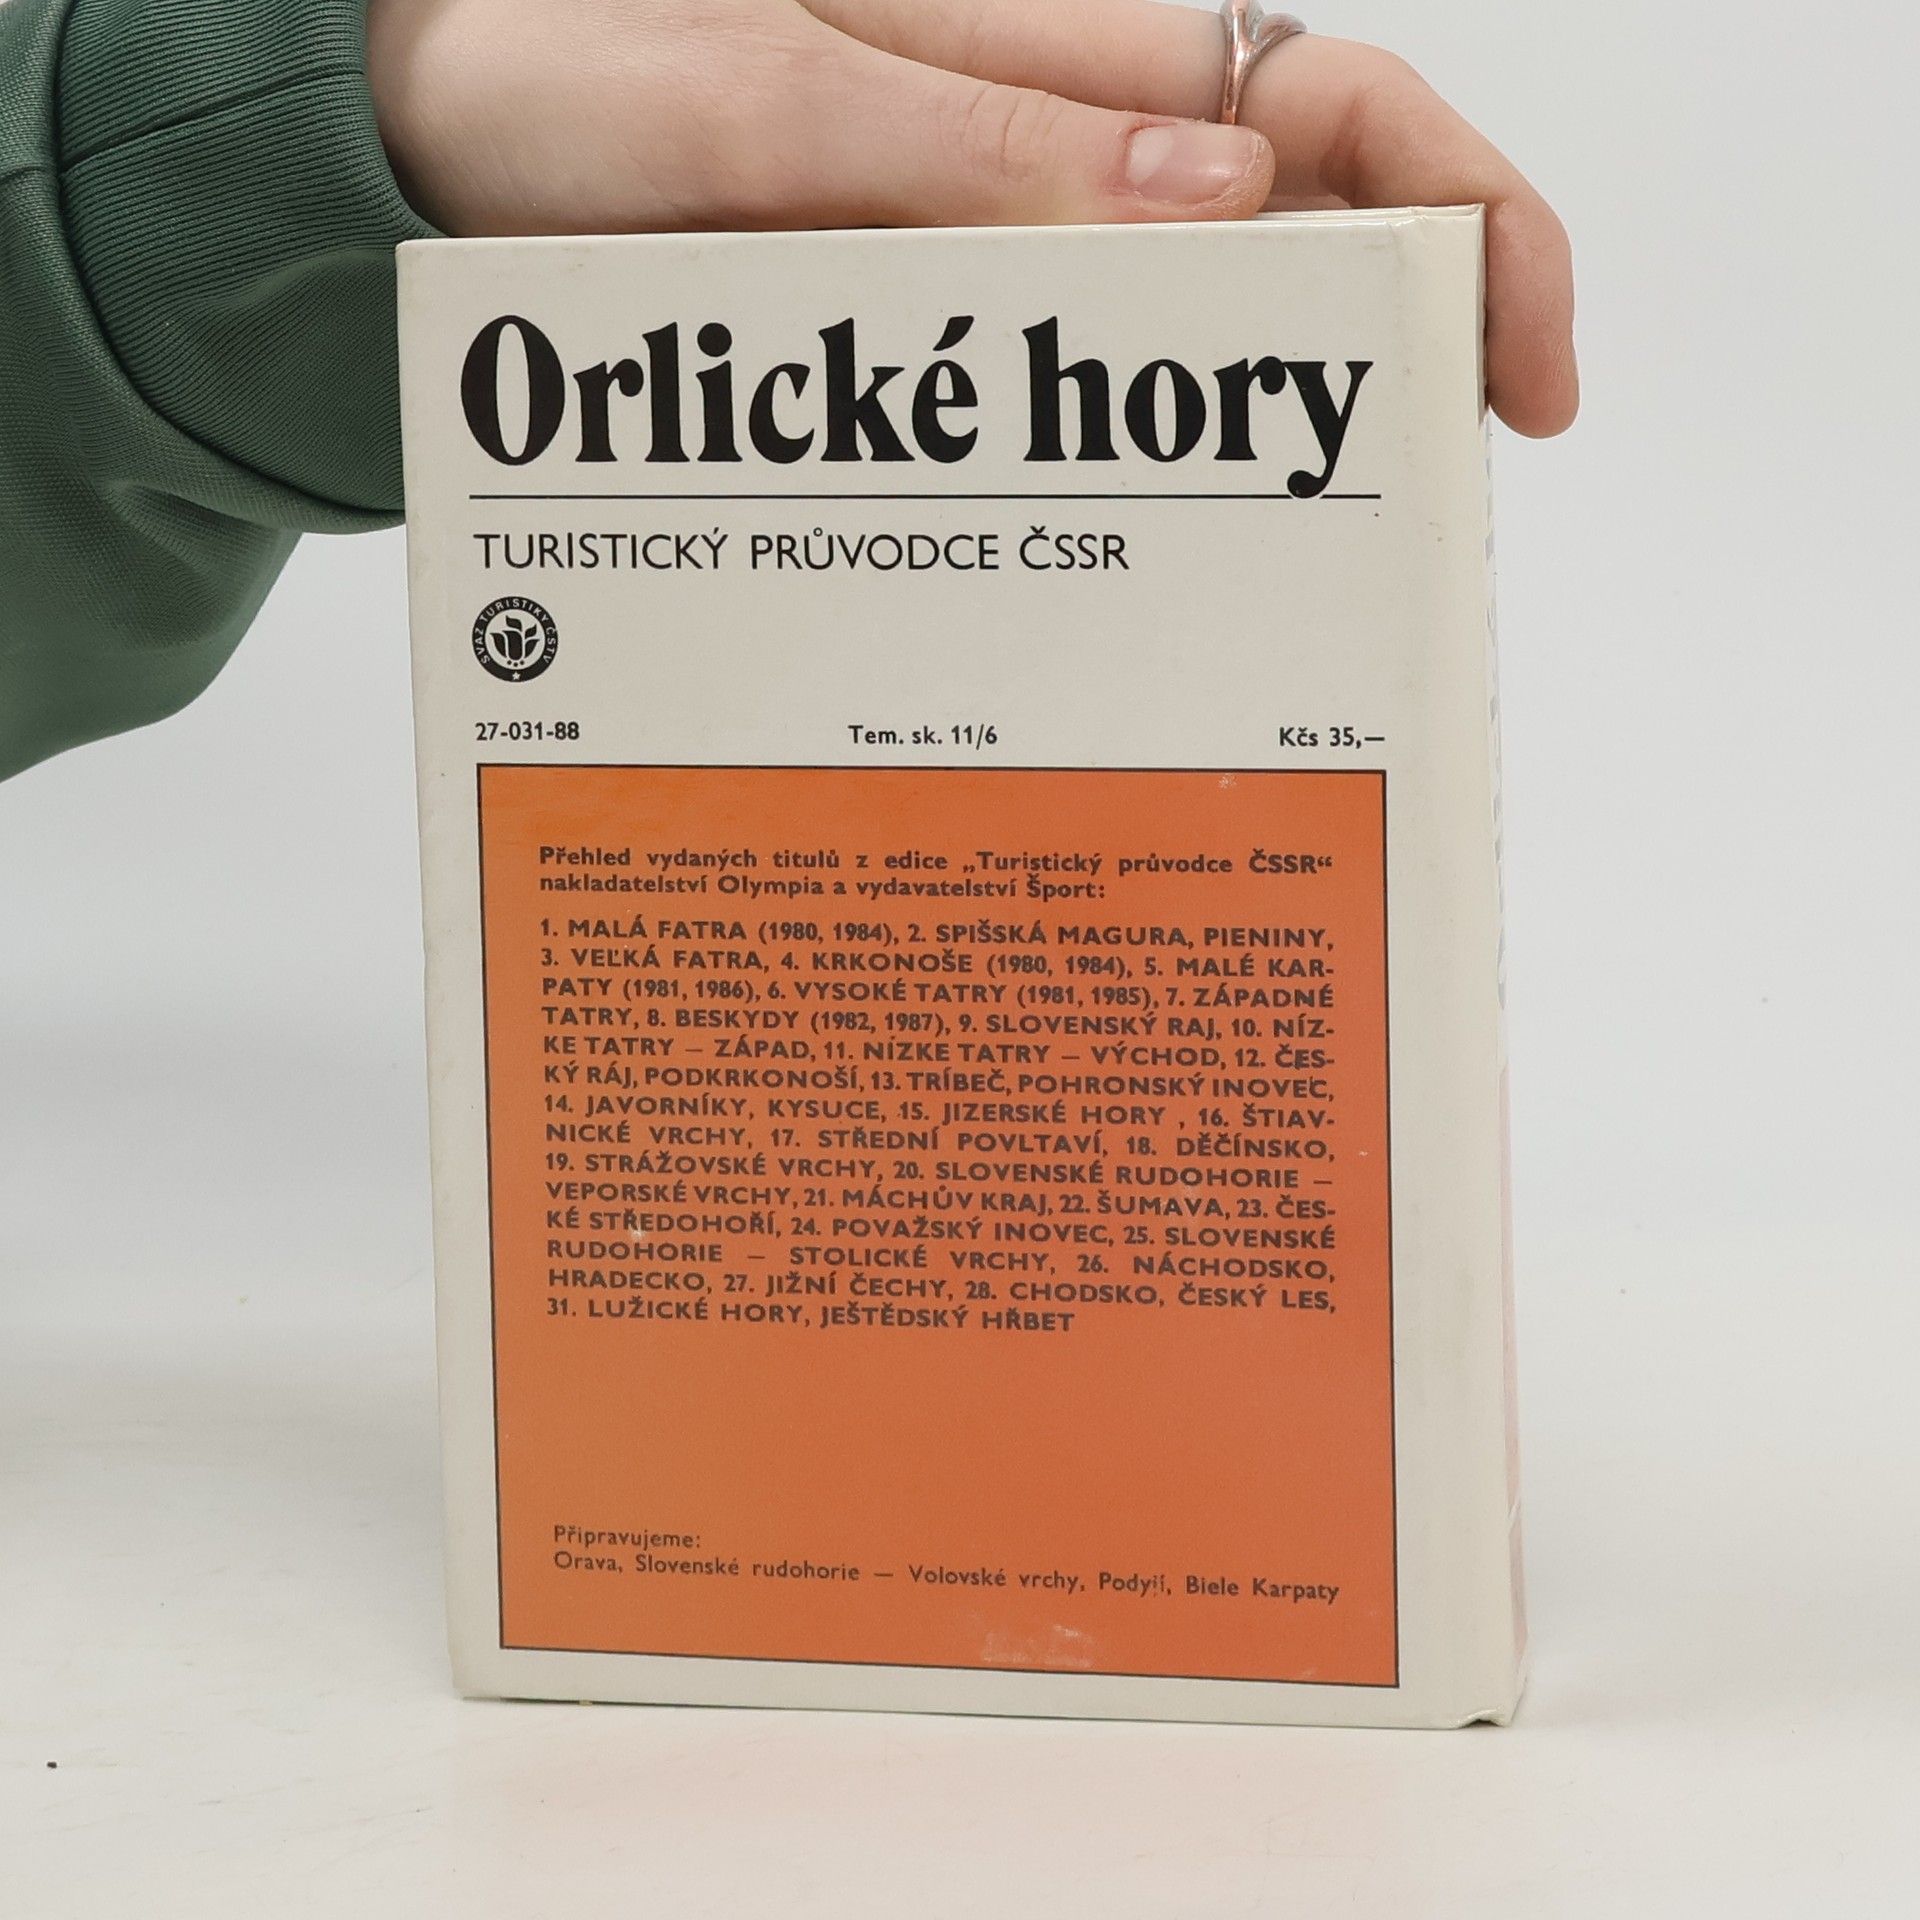 Orlické hory
TURISTICKÝ PRŮVODCE ČSSR
SVAZ TURISTIKY ČSTV
27-031-88 Tem. sk. 11/6 Kčs 35,—
Přehled vydaných titulů z edice „Turistický průvodce ČSSR“
nakladatelství Olympia a vydavatelství Šport:
1. MALÁ FATRA (1980, 1984), 2. SPIŠSKÁ MAGURA, PIENINY,
3. VEĽKÁ FATRA, 4. KRKONOŠE (1980, 1984), 5. MALÉ KAR-
PATY (1981, 1986), 6. VYSOKÉ TATRY (1981, 1985), 7. ZÁPADNÉ
TATRY, 8. BESKYDY (1982, 1987), 9. SLOVENSKÝ RAJ, 10. NÍZ-
KE TATRY — ZÁPAD, 11. NÍZKE TATRY — VÝCHOD, 12. ČES-
KÝ RÁJ, PODKRKONOŠÍ, 13. TRÍBEČ, POHRONSKÝ INOVEC,
14. JAVORNÍKY, KYSUCE, 15. JIZERSKÉ HORY , 16. ŠTIAV-
NICKÉ VRCHY, 17. STŘEDNÍ POVLTAVÍ, 18. DĚČÍNSKO,
19. STRÁŽOVSKÉ VRCHY, 20. SLOVENSKÉ RUDOHORIE —
VEPORSKÉ VRCHY, 21. MÁCHŮV KRAJ, 22. ŠUMAVA, 23. ČES-
KÉ STŘEDOHOŘÍ, 24. POVAŽSKÝ INOVEC, 25. SLOVENSKÉ
RUDOHORIE — STOLICKÉ VRCHY, 26. NÁCHODSKO,
HRADECKO, 27. JIŽNÍ ČECHY, 28. CHODSKO, ČESKÝ LES,
31. LUŽICKÉ HORY, JEŠTĚDSKÝ HŘBET
Připravujeme:
Orava, Slovenské rudohorie — Volovské vrchy, Podyjí, Biele Karpaty